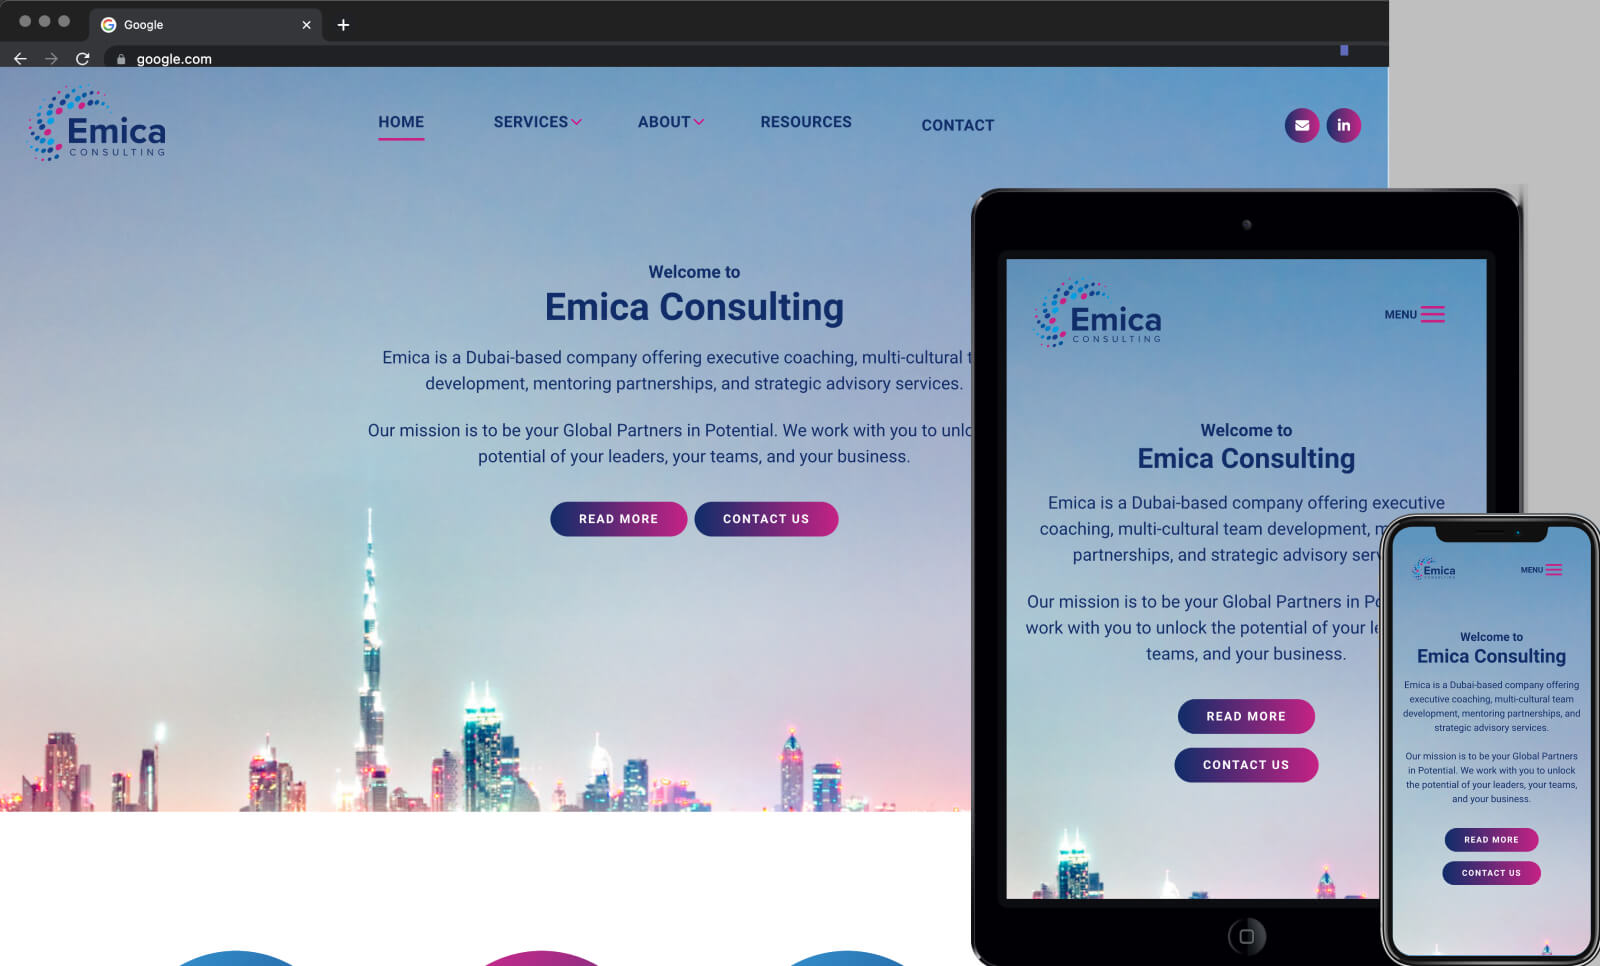 Google
google.com
Emica
CONSULTING
HOME
SERVICES
ABOUT
RESOURCES
CONTACT
in
Welcome to
Emica Consulting
Emica is a Dubai-based company offering executive coaching, multi-cultural
development, mentoring partnerships, and strategic advisory services.
Our mission is to be your Global Partners in Potential. We work with you to
potential of your leaders, your teams, and your business.
READ MORE
CONTACT US
Emica
CONSULTING
MENU
Welcome to
Emica Consulting
Emica is a Dubai-based company offering executive
coaching, multi-cultural team development,
partnerships, and strategic advisory
Our mission is to be your Global Partners in
work with you to unlock the potential of your
teams, and your business.
READ MORE
CONTACT US
Emica
CONSULTING
MENU
Welcome to
Emica Consulting
Emica is a Dubai-based company offering
executive coaching, multi-cultural team
development, mentoring partnerships, and
strategic advisory services.
Our mission is to be your Global Partners
in Potential. We work with you to unlock
the potential of your leaders, your teams,
and your business.
READ MORE
CONTACT US